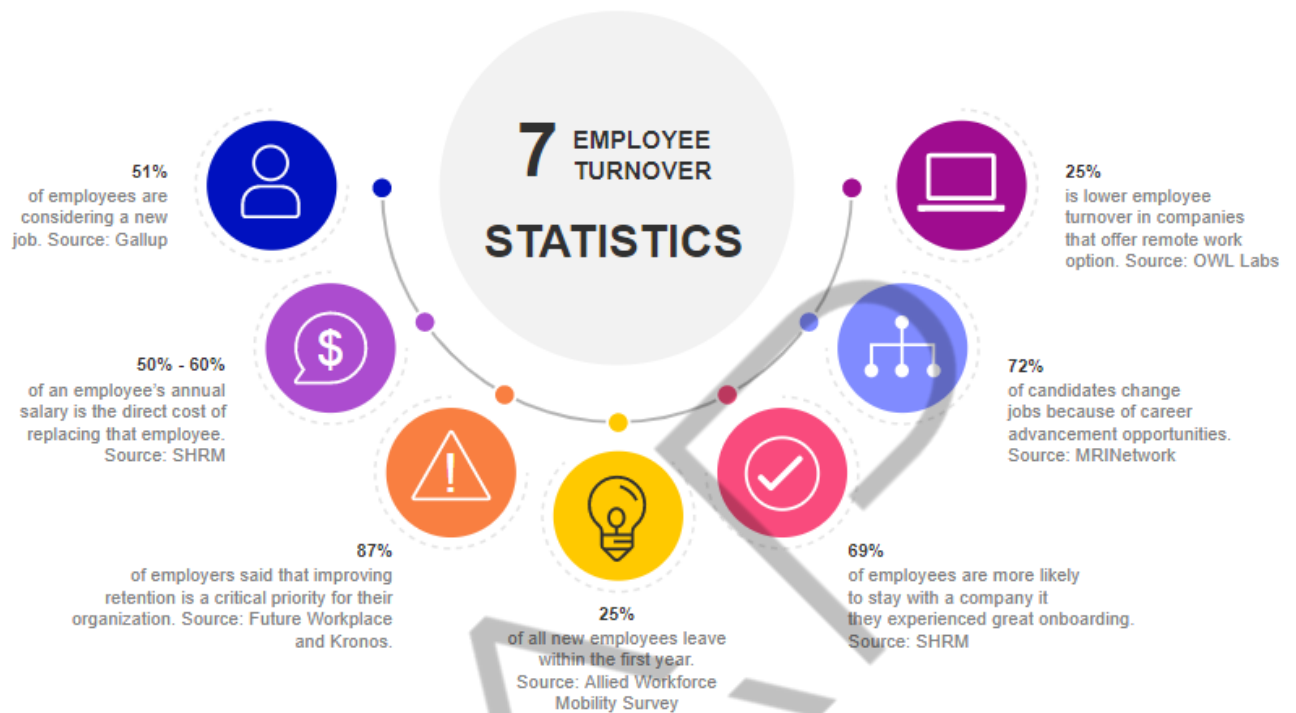 7 EMPLOYEE
TURNOVER
STATISTICS
51%
of employees are
considering a new
job. Source: Gallup
50% - 60%
of an employee’s annual
salary is the direct cost of
replacing that employee.
Source: SHRM
87%
of employers said that improving
retention is a critical priority for their
organization. Source: Future Workplace
and Kronos.
25%
of all new employees leave
within the first year.
Source: Allied Workforce
Mobility Survey
69%
of employees are more likely
to stay with a company it
they experienced great onboarding.
Source: SHRM
72%
of candidates change
jobs because of career
advancement opportunities.
Source: MRINetwork
25%
is lower employee
turnover in companies
that offer remote work
option. Source: OWL Labs